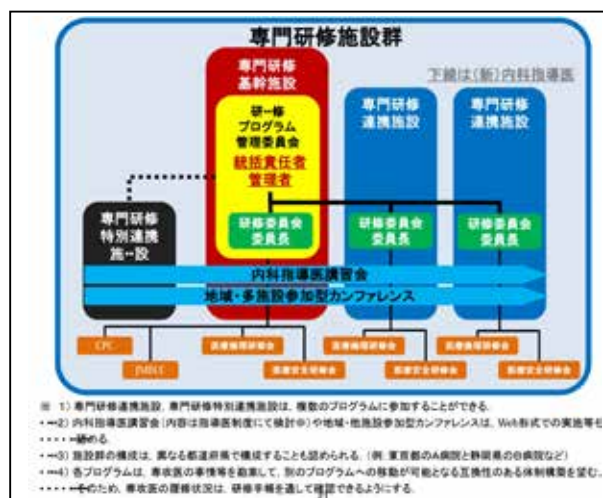 専門研修施設群
専門研修
基幹施設
下線は(新)内科指導医
研一修
プログラム
管理委員会
統括責任者
管理者
専門研修
連携施設
専門研修
連携施設
専門研修
特別連携
施一設
研修委員会
委員長
研修委員会
委員長
研修委員会
委員長
内科指導医講習会
地域・多施設参加型カンファレンス
CPC
JMECC
医療倫理研修会
医療安全研修会
医療倫理研修会
医療安全研修会
医療倫理研修会
医療安全研修会
※ 1) 専門研修連携施設, 専門研修特別連携施設は, 複数のプログラムに参加することができる.
2) 内科指導医講習会(内容は指導医制度にて検討中)や地域・他施設参加型カンファレンスは, Web形式での実施等
認める.
3) 施設群の構成は, 異なる都道府県で構成することも認められる. (例: 東京都のA病院と静岡県のB病院など)
4) 各プログラムは, 専攻医の事情等を勘案して, 別のプログラムへの移動が可能となる互換性のある体制構築を望む.
そのため, 専攻医の履修状況は, 研修手帳を通して確認できるようにする.